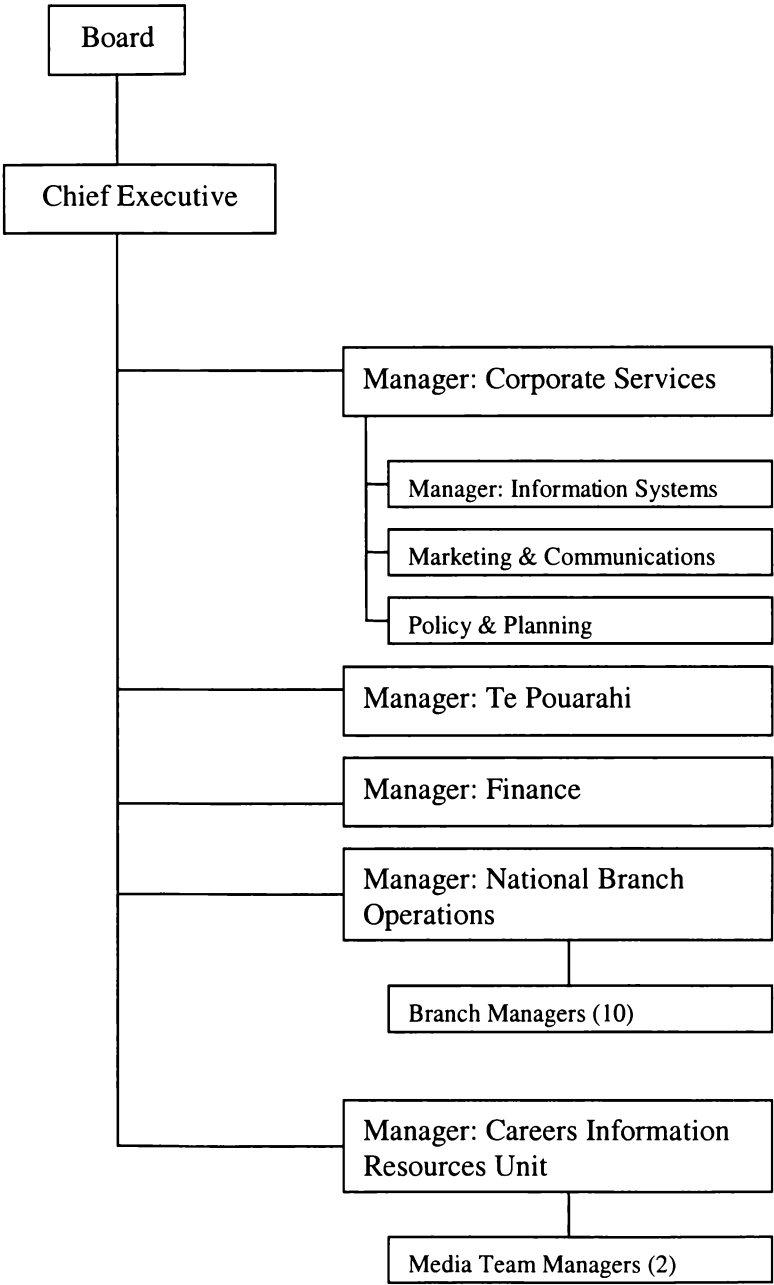 Board
Chief Executive
Manager: Corporate Services
Manager: Information Systems
Marketing & Communications
Policy & Planning
Manager: Te Pouarahi
Manager: Finance
Manager: National Branch
Operations
Branch Managers (10)
Manager: Careers Information
Resources Unit
Media Team Managers (2)